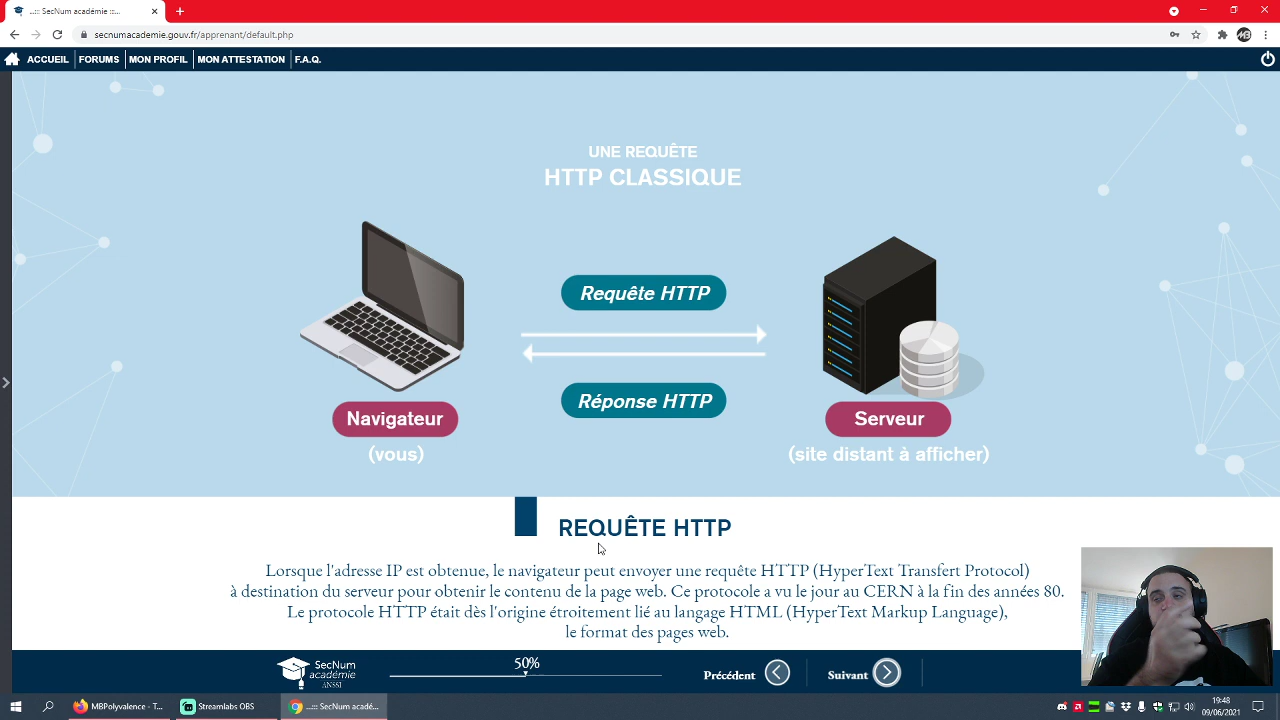 ..:: SecNum académie ::..
secnumacademie.gouv.fr/apprenant/default.php
ACCUEIL FORUMS MON PROFIL MON ATTESTATION F.A.Q.
UNE REQUÊTE
HTTP CLASSIQUE
Requête HTTP
Réponse HTTP
Navigateur
(vous)
Serveur
(site distant à afficher)
REQUÊTE HTTP
Lorsque l'adresse IP est obtenue, le navigateur peut envoyer une requête HTTP (HyperText Transfert Protocol)
à destination du serveur pour obtenir le contenu de la page web. Ce protocole a vu le jour au CERN à la fin des années 80.
Le protocole HTTP était dès l'origine étroitement lié au langage HTML (HyperText Markup Language),
le format des pages web.
SecNum
académie
ANSSI
50%
Précédent
Suivant
MBPolyvalence - T...
Streamlabs OBS
..:: SecNum acadé...
19:48
09/06/2021